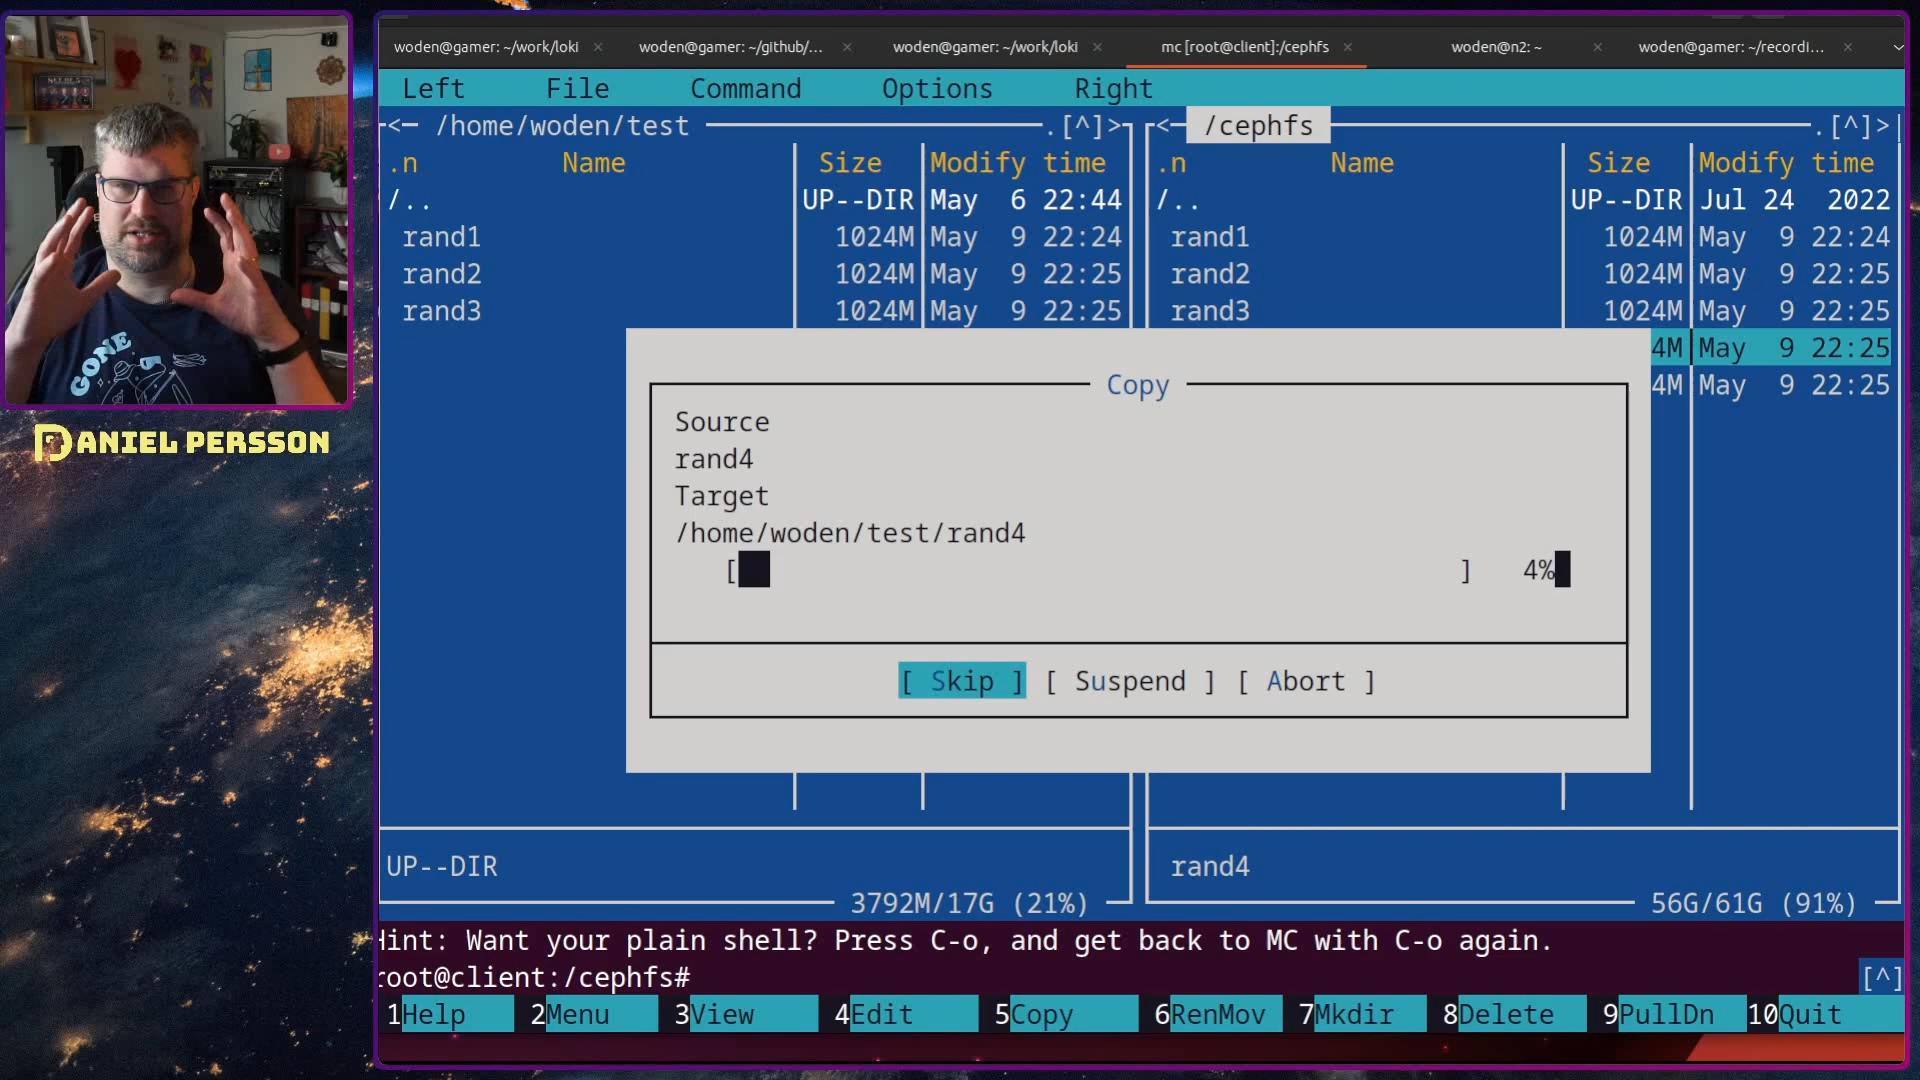 woden@gamer: ~/work/loki × woden@gamer: ~/github/... × woden@gamer: ~/work/loki × mc [root@client]:/cephfs × woden@n2: ~ × woden@gamer: ~/recordi... ×
Left File Command Options Right
<─ /home/woden/test ─.[^]>
.n Name Size Modify time
/.. UP--DIR May 6 22:44
rand1 1024M May 9 22:24
rand2 1024M May 9 22:25
rand3 1024M May 9 22:25
<─ /cephfs ─.[^]>
.n Name Size Modify time
/.. UP--DIR Jul 24 2022
rand1 1024M May 9 22:24
rand2 1024M May 9 22:25
rand3 1024M May 9 22:25
4M May 9 22:25
4M May 9 22:25
Copy
Source
rand4
Target
/home/woden/test/rand4
[ ] 4%
[ Skip ] [ Suspend ] [ Abort ]
UP--DIR
3792M/17G (21%)
rand4
56G/61G (91%)
Hint: Want your plain shell? Press C-o, and get back to MC with C-o again.
root@client:/cephfs#
[^]
1Help 2Menu 3View 4Edit 5Copy 6RenMov 7Mkdir 8Delete 9PullDn 10Quit
DANIEL PERSSON
GONE